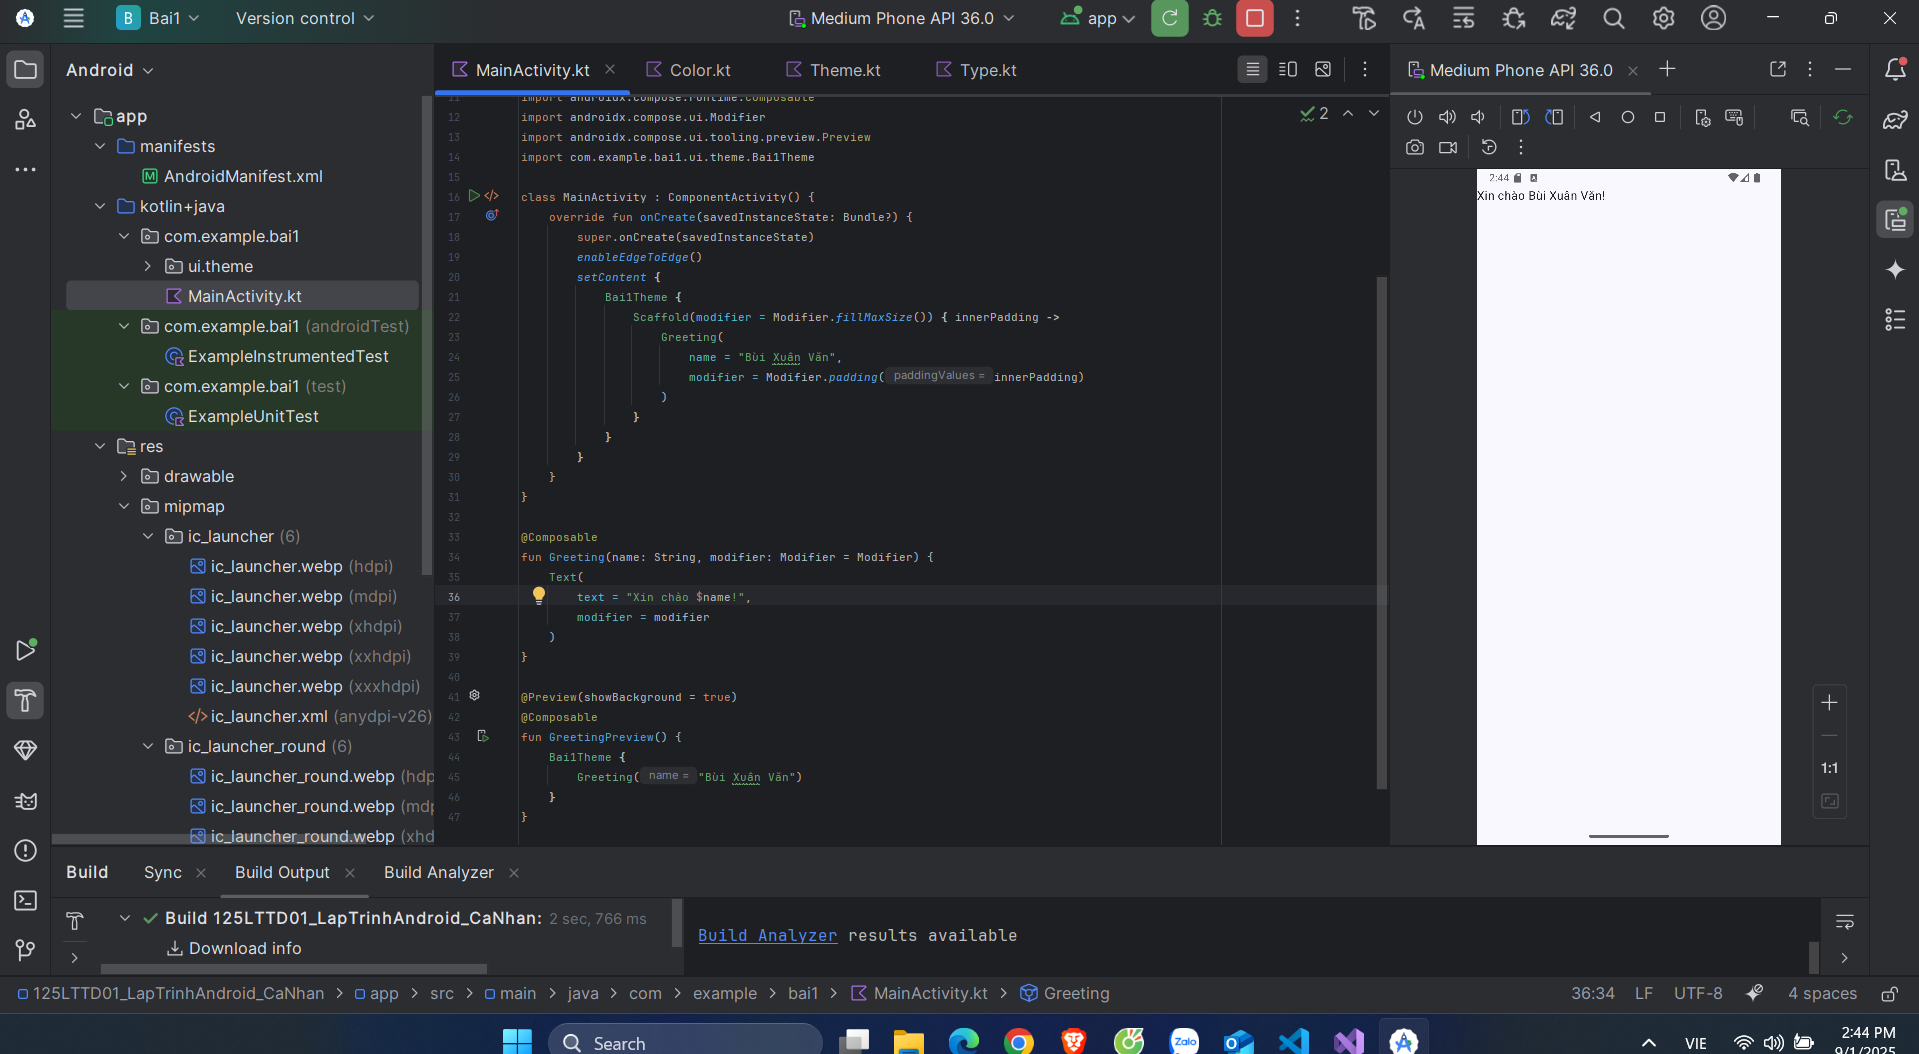 B Bai1
Version control
Medium Phone API 36.0
app
Android
MainActivity.kt
Color.kt
Theme.kt
Type.kt
Medium Phone API 36.0
app
manifests
AndroidManifest.xml
kotlin+java
com.example.bai1
ui.theme
MainActivity.kt
com.example.bai1 (androidTest)
ExampleInstrumentedTest
com.example.bai1 (test)
ExampleUnitTest
res
drawable
mipmap
ic_launcher (6)
ic_launcher.webp (hdpi)
ic_launcher.webp (mdpi)
ic_launcher.webp (xhdpi)
ic_launcher.webp (xxhdpi)
ic_launcher.webp (xxxhdpi)
ic_launcher.xml (anydpi-v26)
ic_launcher_round (6)
ic_launcher_round.webp (hdp
ic_launcher_round.webp (mdp
ic_launcher_round.webp (xhd
2
11 import androidx.compose.runtime.Composable
12 import androidx.compose.ui.Modifier
13 import androidx.compose.ui.tooling.preview.Preview
14 import com.example.bai1.ui.theme.Bai1Theme
15
16 class MainActivity : ComponentActivity() {
17 override fun onCreate(savedInstanceState: Bundle?) {
18 super.onCreate(savedInstanceState)
19 enableEdgeToEdge()
20 setContent {
21 Bai1Theme {
22 Scaffold(modifier = Modifier.fillMaxSize()) { innerPadding ->
23 Greeting(
24 name = "Bùi Xuân Văn",
25 modifier = Modifier.padding( paddingValues = innerPadding)
26 )
27 }
28 }
29 }
30 }
31 }
32
33 @Composable
34 fun Greeting(name: String, modifier: Modifier = Modifier) {
35 Text(
36 text = "Xin chào $name!",
37 modifier = modifier
38 )
39 }
40
41 @Preview(showBackground = true)
42 @Composable
43 fun GreetingPreview() {
44 Bai1Theme {
45 Greeting( name = "Bùi Xuân Văn")
46 }
47 }
2:44
Xin chào Bùi Xuân Văn!
1:1
Build
Sync
Build Output
Build Analyzer
Build 125LTTD01_LapTrinhAndroid_CaNhan: 2 sec, 766 ms
Download info
Build Analyzer results available
125LTTD01_LapTrinhAndroid_CaNhan > app > src > main > java > com > example > bai1 > MainActivity.kt > Greeting
36:34 LF UTF-8 4 spaces
Search
Zalo
VIE
2:44 PM
9/1/2025